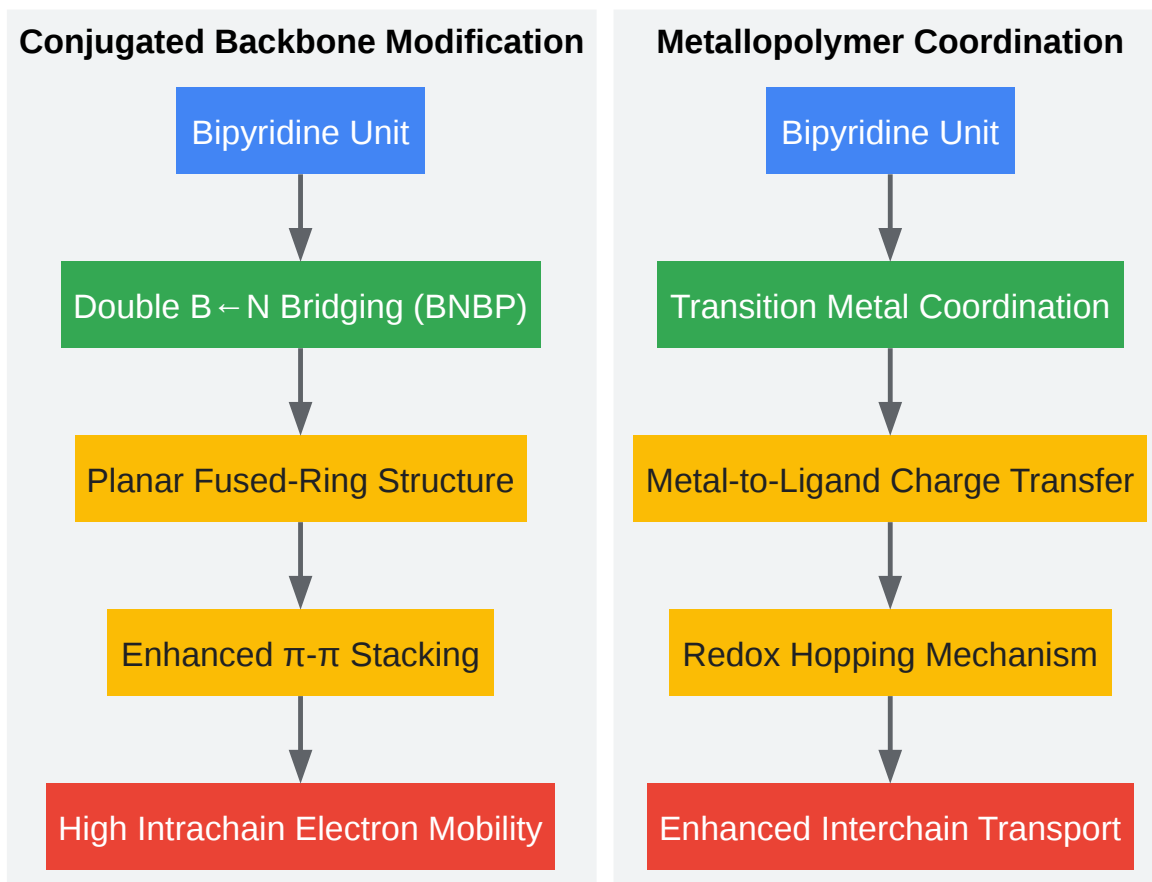 Conjugated Backbone Modification
Bipyridine Unit
Double B←N Bridging (BNBP)
Planar Fused-Ring Structure
Enhanced π-π Stacking
High Intrachain Electron Mobility
Metallopolymer Coordination
Bipyridine Unit
Transition Metal Coordination
Metal-to-Ligand Charge Transfer
Redox Hopping Mechanism
Enhanced Interchain Transport